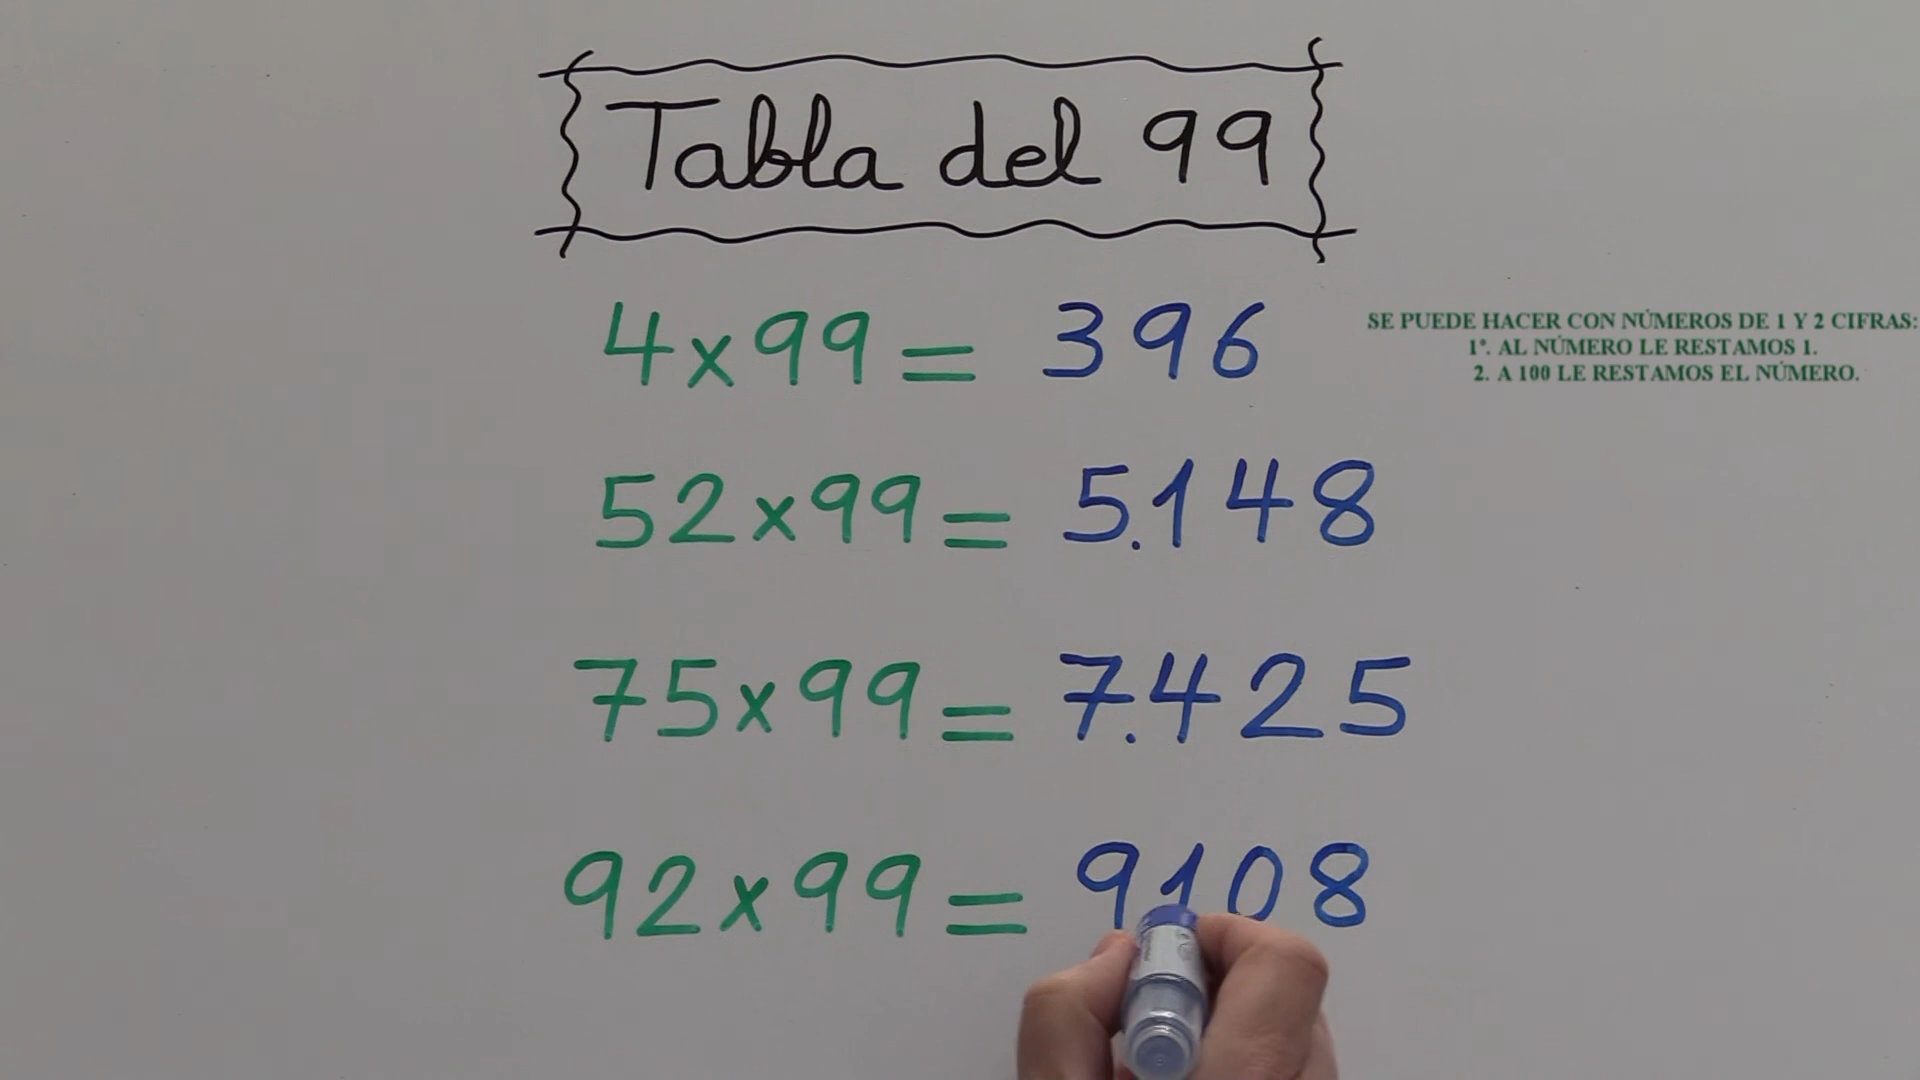 Tabla del 99
4x99= 396
SE PUEDE HACER CON NÚMEROS DE 1 Y 2 CIFRAS:
1º. AL NÚMERO LE RESTAMOS 1.
2. A 100 LE RESTAMOS EL NÚMERO.
52x99= 5.148
75x99= 7.425
92x99= 9108